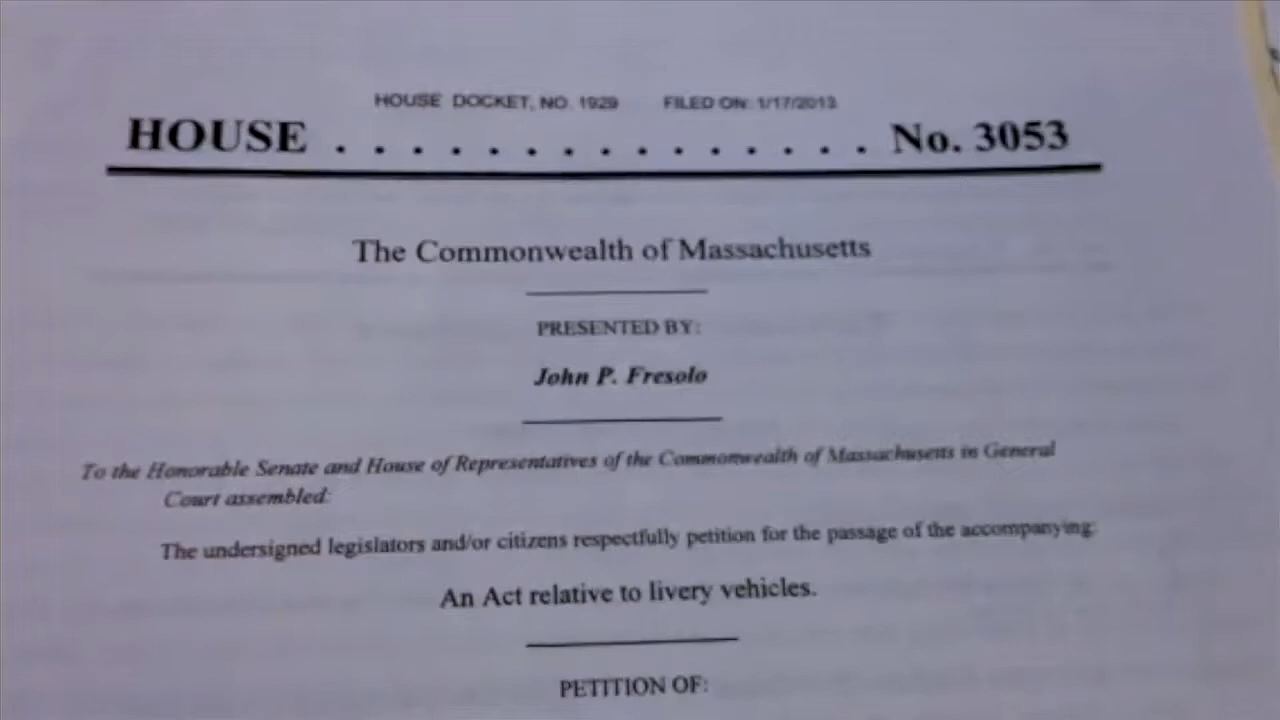 HOUSE DOCKET, NO. 1929 FILED ON: 1/17/2013
HOUSE . . . . . . . . . . . . . . . No. 3053
The Commonwealth of Massachusetts
PRESENTED BY:
John P. Fresolo
To the Honorable Senate and House of Representatives of the Commonwealth of Massachusetts in General
Court assembled:
The undersigned legislators and/or citizens respectfully petition for the passage of the accompanying:
An Act relative to livery vehicles.
PETITION OF: